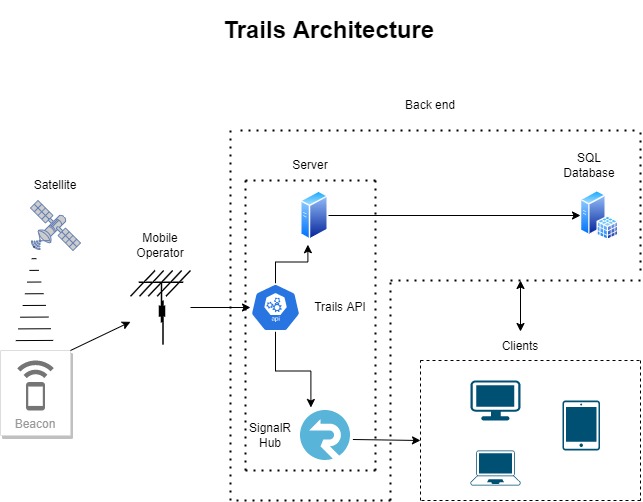 Trails Architecture
Back end
Server
SQL
Database
Satellite
Mobile
Operator
Trails API
api
Beacon
Clients
SignalR
Hub